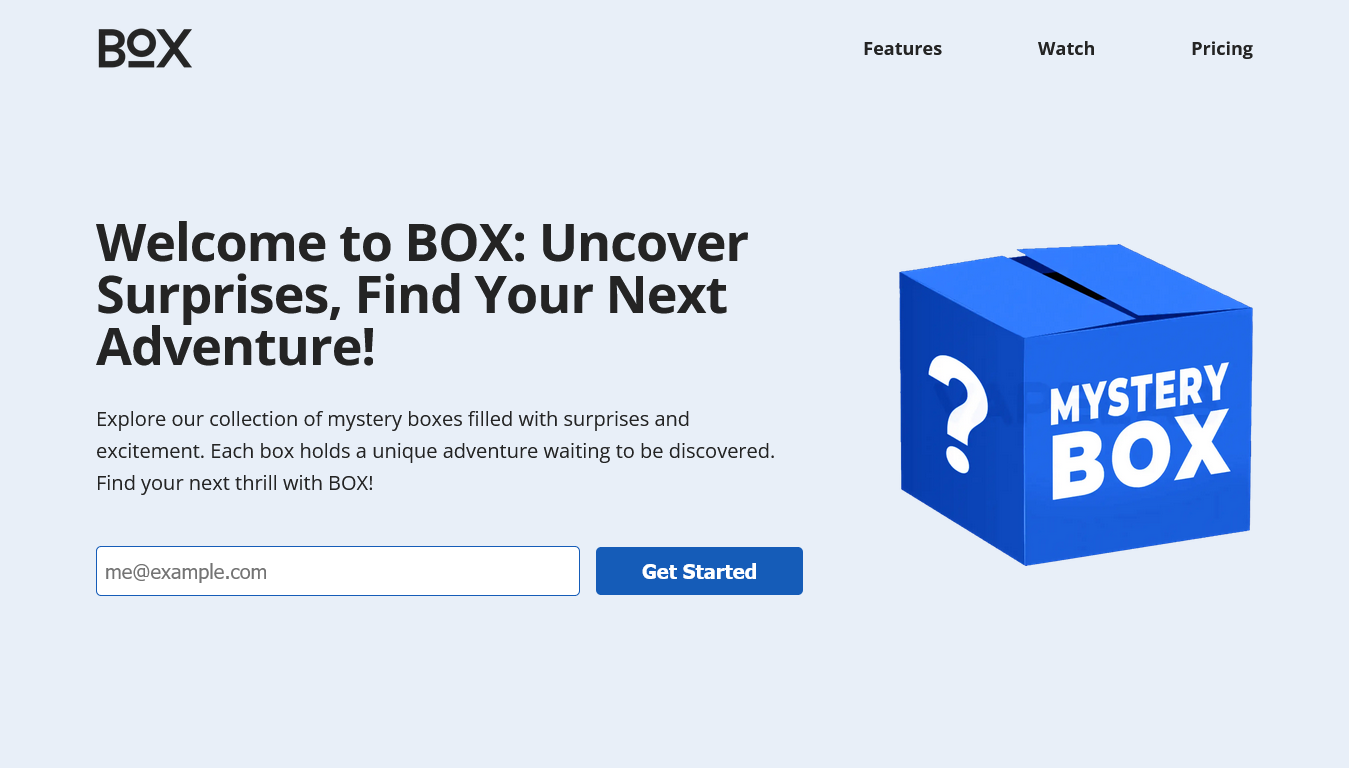 BOX
Features
Watch
Pricing
Welcome to BOX: Uncover
Surprises, Find Your Next
Adventure!
Explore our collection of mystery boxes filled with surprises and
excitement. Each box holds a unique adventure waiting to be discovered.
Find your next thrill with BOX!
me@example.com
Get Started
?
MYSTERY
BOX